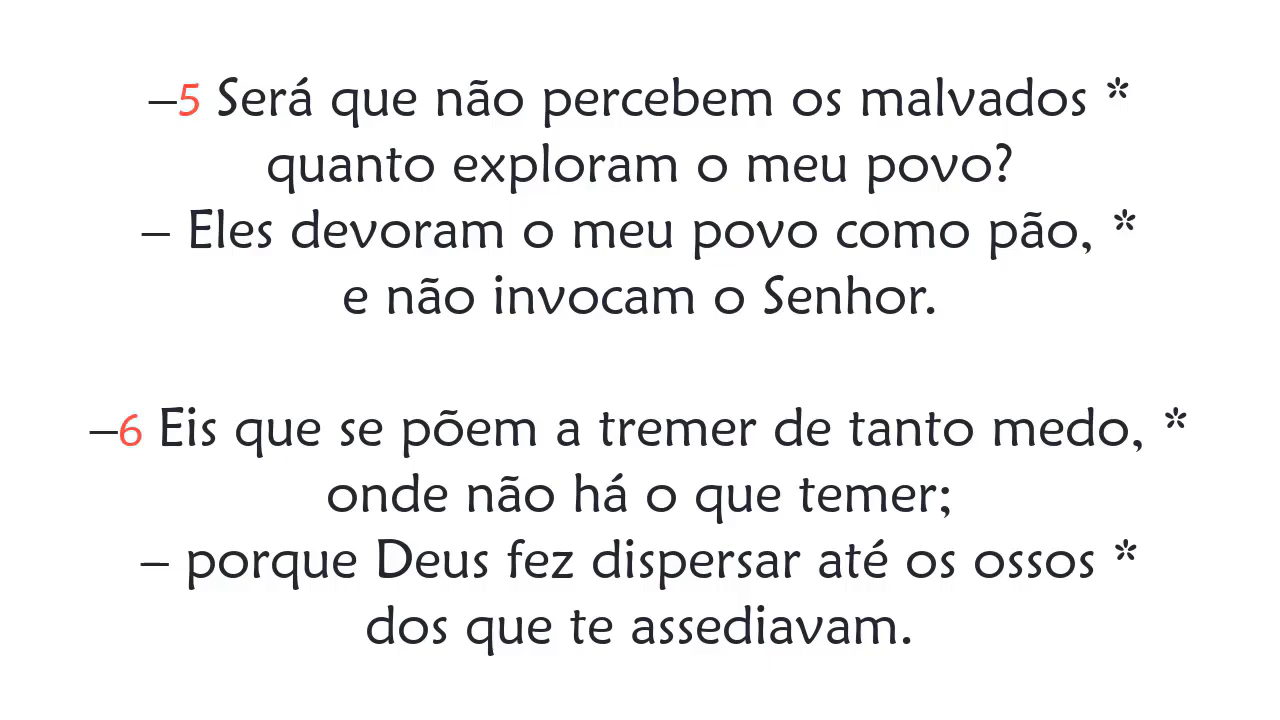 –5 Será que não percebem os malvados *
quanto exploram o meu povo?
– Eles devoram o meu povo como pão, *
e não invocam o Senhor.
–6 Eis que se põem a tremer de tanto medo, *
onde não há o que temer;
– porque Deus fez dispersar até os ossos *
dos que te assediavam.